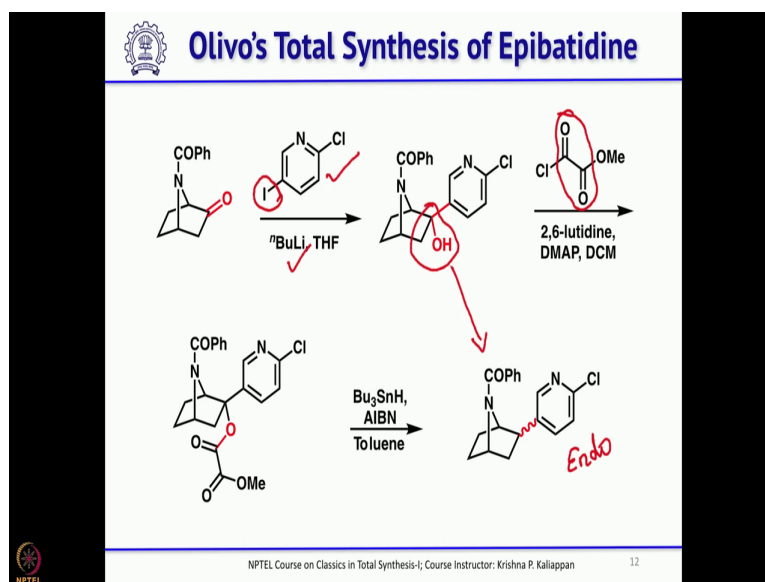 Olivo's Total Synthesis of Epibatidine
COPh
N
O
N
Cl
I
ⁿBuLi, THF
COPh
N
N
Cl
OH
O
Cl
OMe
O
2,6-lutidine,
DMAP, DCM
COPh
N
N
Cl
O
O
O
OMe
Bu₃SnH,
AIBN
Toluene
COPh
N
N
Cl
Endo
NPTEL Course on Classics in Total Synthesis-I; Course Instructor: Krishna P. Kaliappan
12
NPTEL